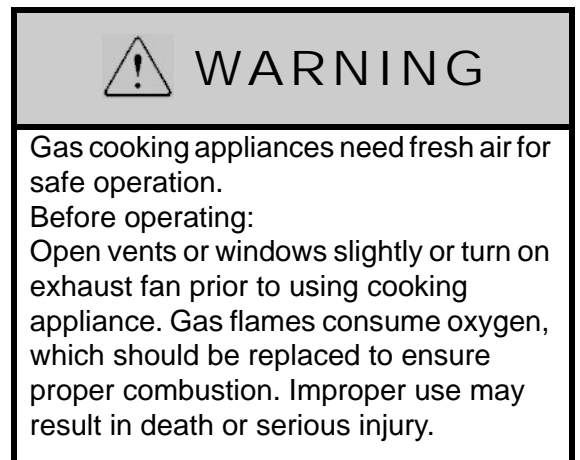 WARNING
Gas cooking appliances need fresh air for
safe operation.
Before operating:
Open vents or windows slightly or turn on
exhaust fan prior to using cooking
appliance. Gas flames consume oxygen,
which should be replaced to ensure
proper combustion. Improper use may
result in death or serious injury.